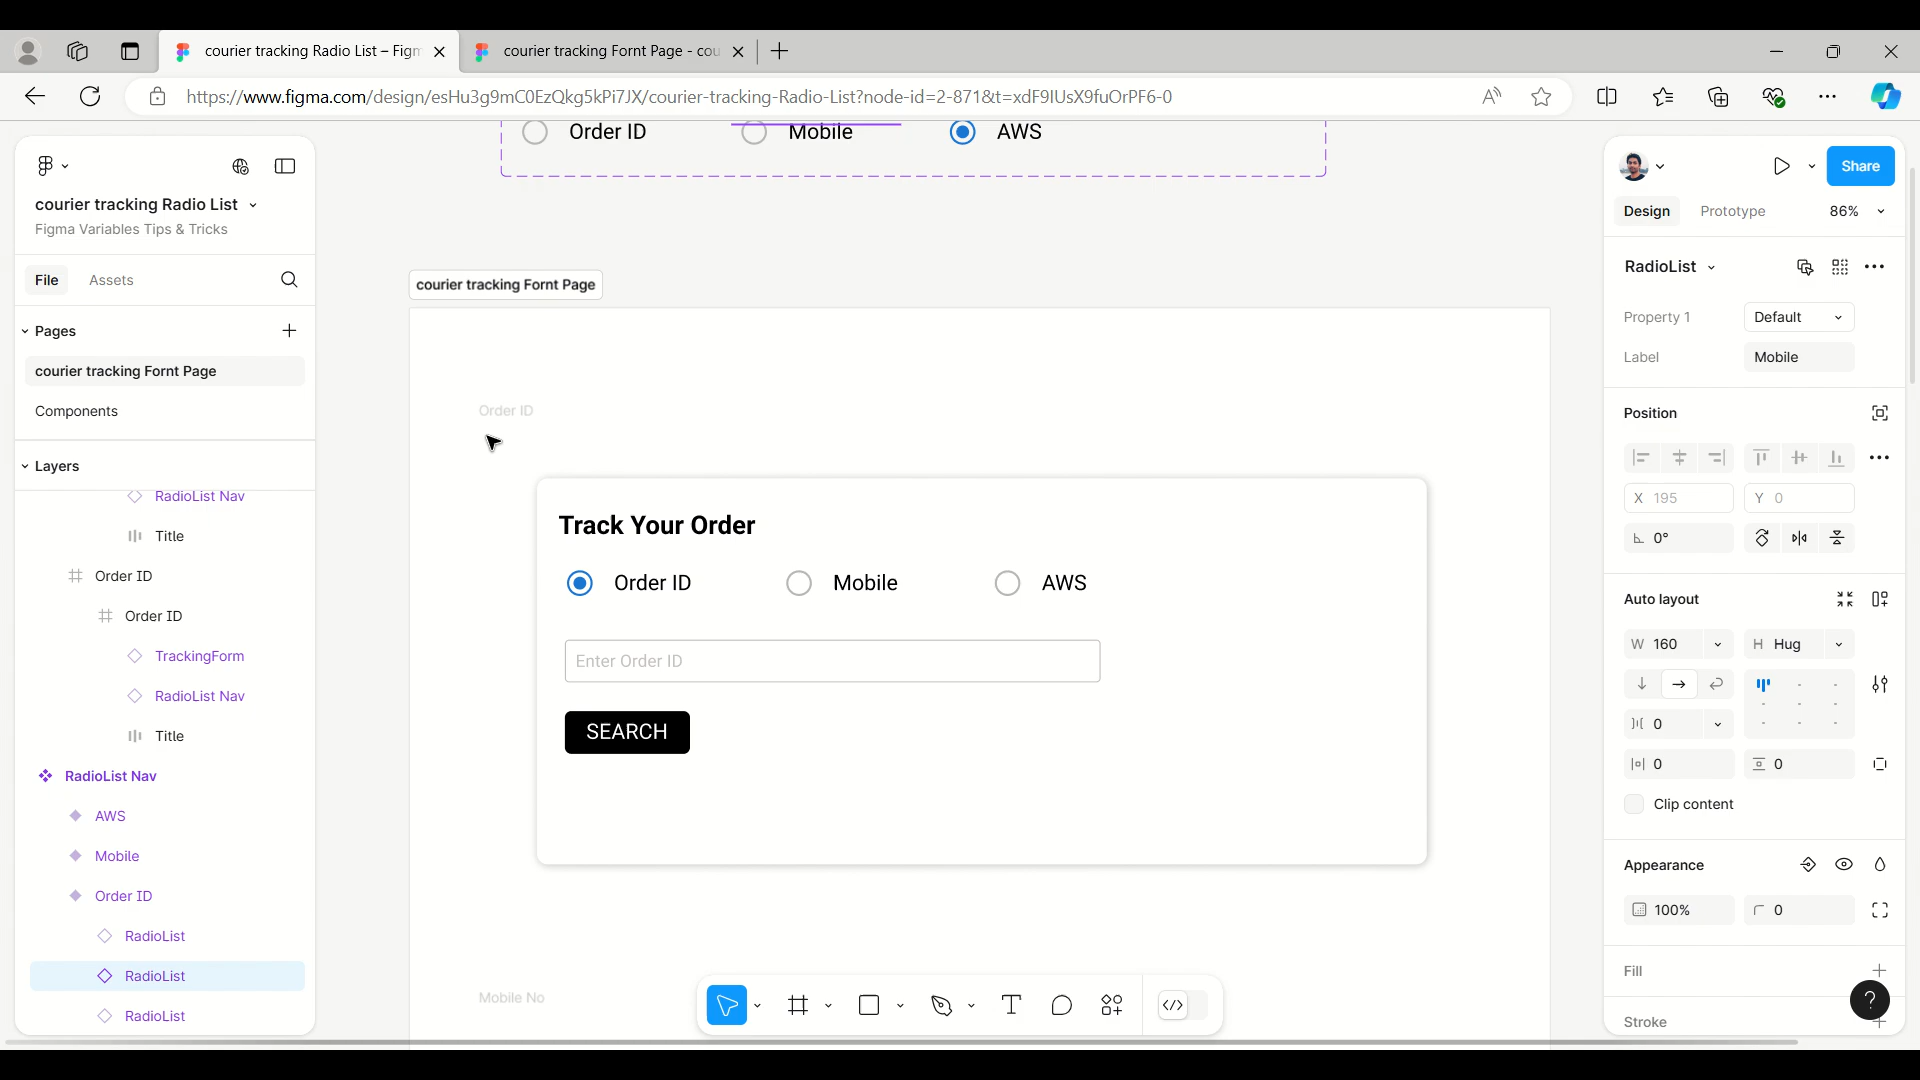 courier tracking Radio List – Figm
courier tracking Fornt Page - cou
https://www.figma.com/design/esHu3g9mC0EzQkg5kPi7JX/courier-tracking-Radio-List?node-id=2-871&t=xdF9IUsX9fuOrPF6-0
Order ID
Mobile
AWS
courier tracking Radio List
Figma Variables Tips & Tricks
File
Assets
Pages
courier tracking Fornt Page
Components
Layers
RadioList Nav
Title
Order ID
Order ID
TrackingForm
RadioList Nav
Title
RadioList Nav
AWS
Mobile
Order ID
RadioList
RadioList
RadioList
courier tracking Fornt Page
Order ID
Track Your Order
Order ID
Mobile
AWS
Enter Order ID
SEARCH
Mobile No
Share
Design
Prototype
86%
RadioList
Property 1
Default
Label
Mobile
Position
X 195
Y 0
0°
Auto layout
W 160
H Hug
0
0
0
Clip content
Appearance
100%
0
Fill
Stroke
?